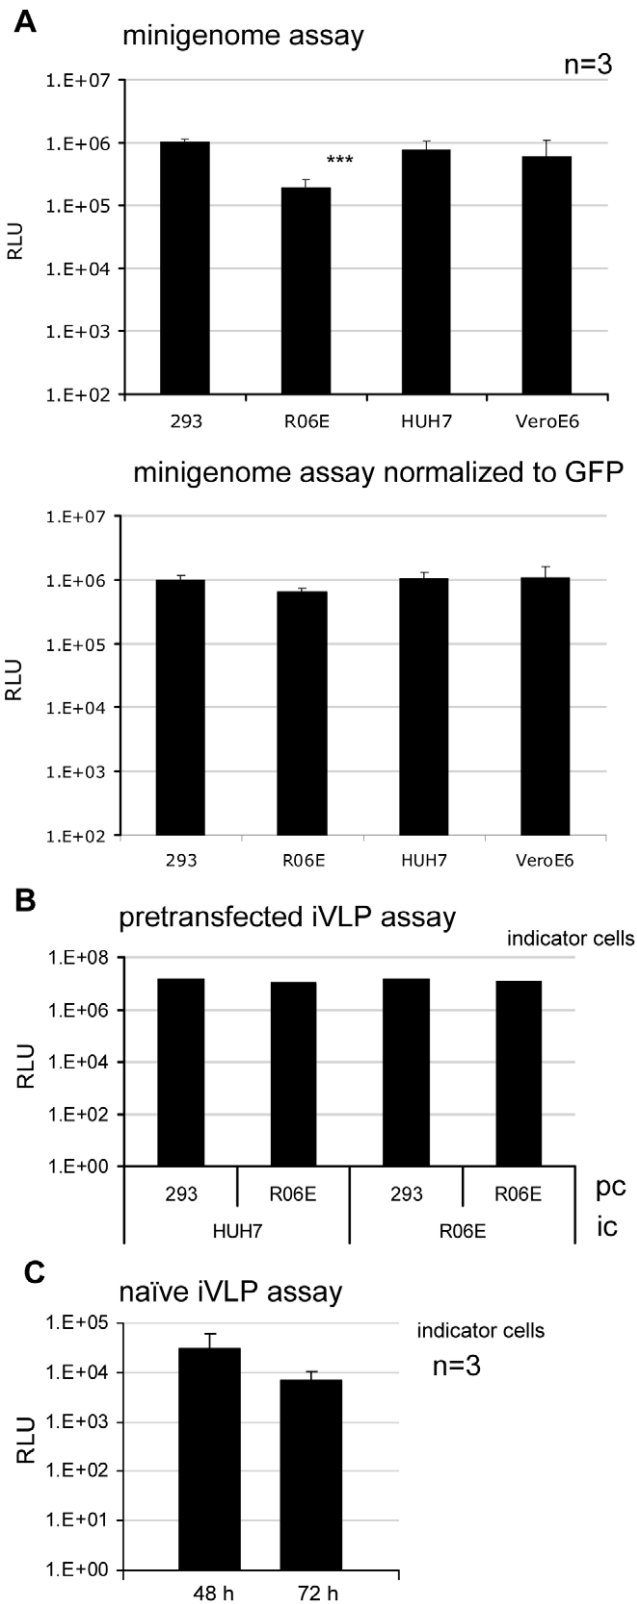 A
minigenome assay
n=3
1.E+07
1.E+06
1.E+05
1.E+04
1.E+03
1.E+02
RLU
***
293 R06E HUH7 VeroE6
minigenome assay normalized to GFP
1.E+07
1.E+06
1.E+05
1.E+04
1.E+03
1.E+02
RLU
293 R06E HUH7 VeroE6
B
pretransfected iVLP assay
indicator cells
1.E+08
1.E+06
1.E+04
1.E+02
1.E+00
RLU
293 R06E 293 R06E pc
HUH7 R06E ic
C
naïve iVLP assay
indicator cells
n=3
1.E+05
1.E+04
1.E+03
1.E+02
1.E+01
1.E+00
RLU
48 h 72 h